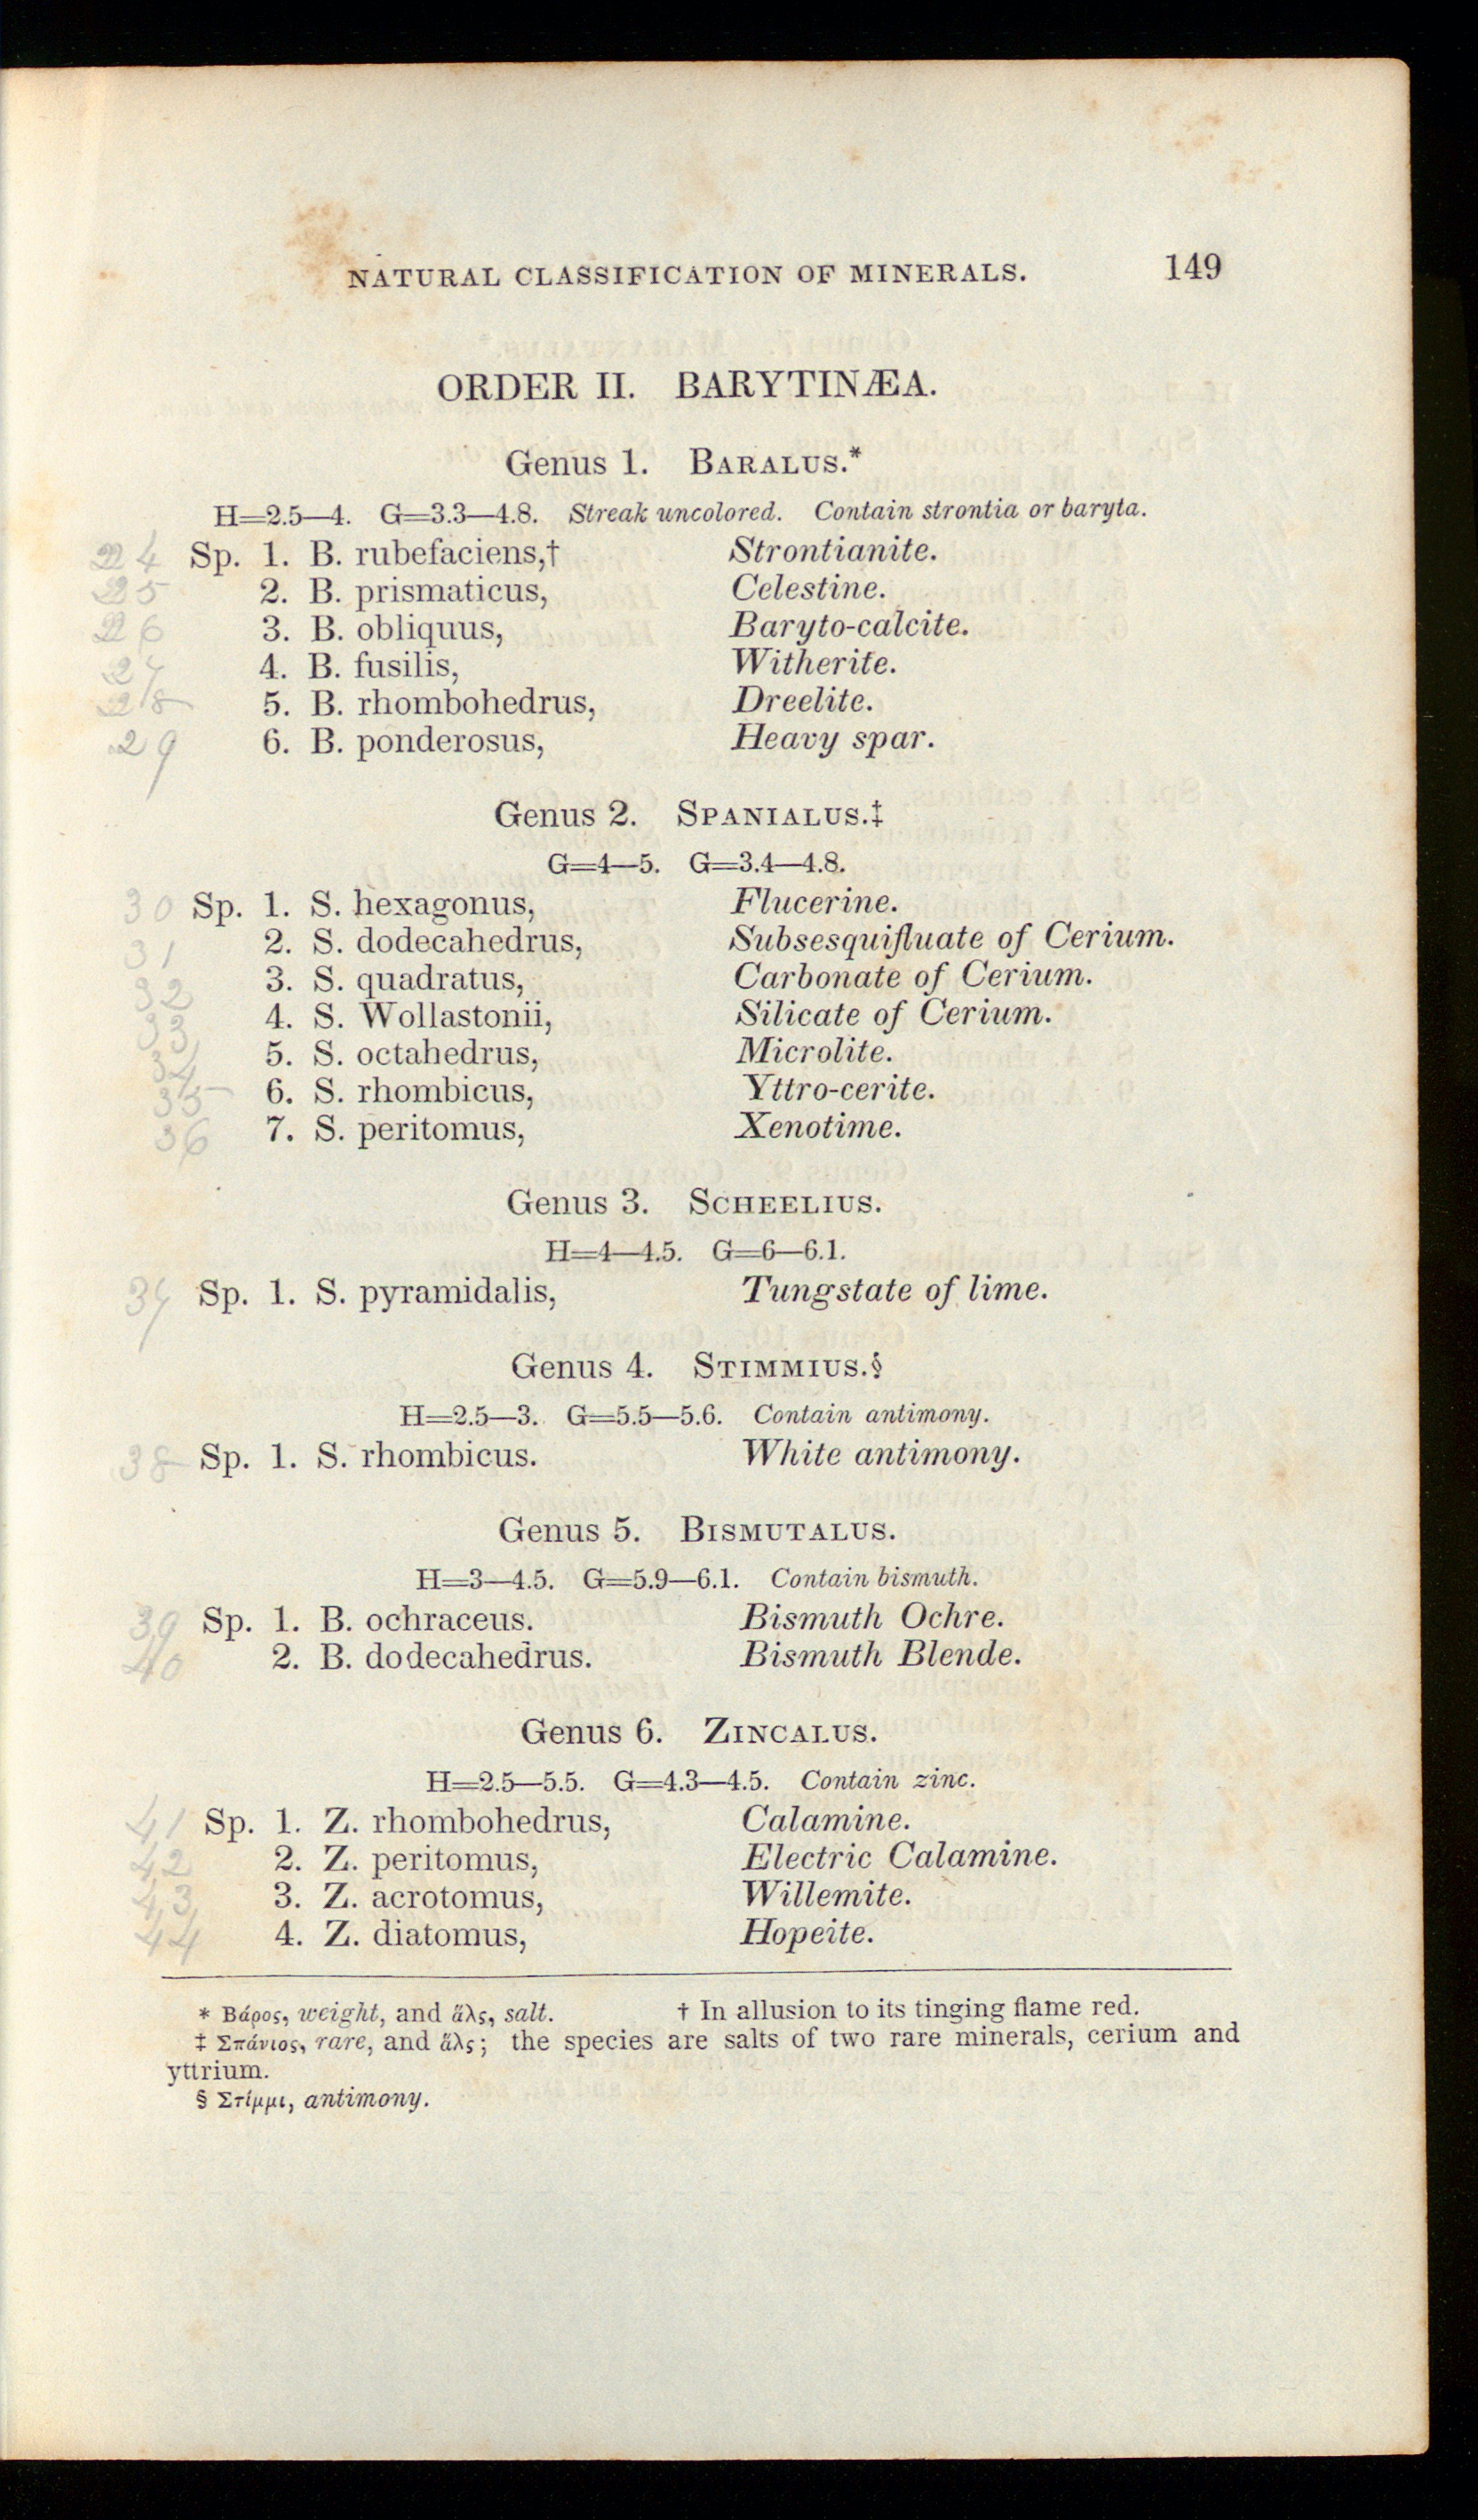 NATURAL CLASSIFICATION OF MINERALS. 149
ORDER II. BARYTINÆA.
Genus 1. BARALUS.*
H=2.5—4. G=3.3—4.8. Streak uncolored. Contain strontia or baryta.
24 Sp. 1. B. rubefaciens,† Strontianite.
25 2. B. prismaticus, Celestine.
26 3. B. obliquus, Baryto-calcite.
27 4. B. fusilis, Witherite.
28 5. B. rhombohedrus, Dreelite.
29 6. B. ponderosus, Heavy spar.
Genus 2. SPANIALUS.‡
G=4—5. G=3.4—4.8.
30 Sp. 1. S. hexagonus, Flucerine.
31 2. S. dodecahedrus, Subsesquifluate of Cerium.
32 3. S. quadratus, Carbonate of Cerium.
33 4. S. Wollastonii, Silicate of Cerium.
34 5. S. octahedrus, Microlite.
35 6. S. rhombicus, Yttro-cerite.
36 7. S. peritomus, Xenotime.
Genus 3. SCHEELIUS.
H=4—4.5. G=6—6.1.
37 Sp. 1. S. pyramidalis, Tungstate of lime.
Genus 4. STIMMIUS.§
H=2.5—3. G=5.5—5.6. Contain antimony.
38 Sp. 1. S. rhombicus. White antimony.
Genus 5. BISMUTALUS.
H=3—4.5. G=5.9—6.1. Contain bismuth.
39 Sp. 1. B. ochraceus. Bismuth Ochre.
40 2. B. dodecahedrus. Bismuth Blende.
Genus 6. ZINCALUS.
H=2.5—5.5. G=4.3—4.5. Contain zinc.
41 Sp. 1. Z. rhombohedrus, Calamine.
42 2. Z. peritomus, Electric Calamine.
43 3. Z. acrotomus, Willemite.
44 4. Z. diatomus, Hopeite.
* Βάρος, weight, and ἅλς, salt. † In allusion to its tinging flame red.
‡ Σπάνιος, rare, and ἅλς; the species are salts of two rare minerals, cerium and
yttrium.
§ Στίμμι, antimony.